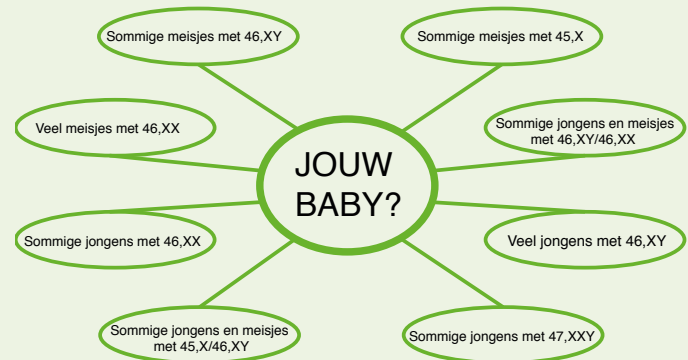 Sommige meisjes met 46,XY
Sommige meisjes met 45,X
Veel meisjes met 46,XX
Sommige jongens en meisjes
met 46,XY/46,XX
JOUW
BABY?
Sommige jongens met 46,XX
Veel jongens met 46,XY
Sommige jongens en meisjes
met 45,X/46,XY
Sommige jongens met 47,XXY